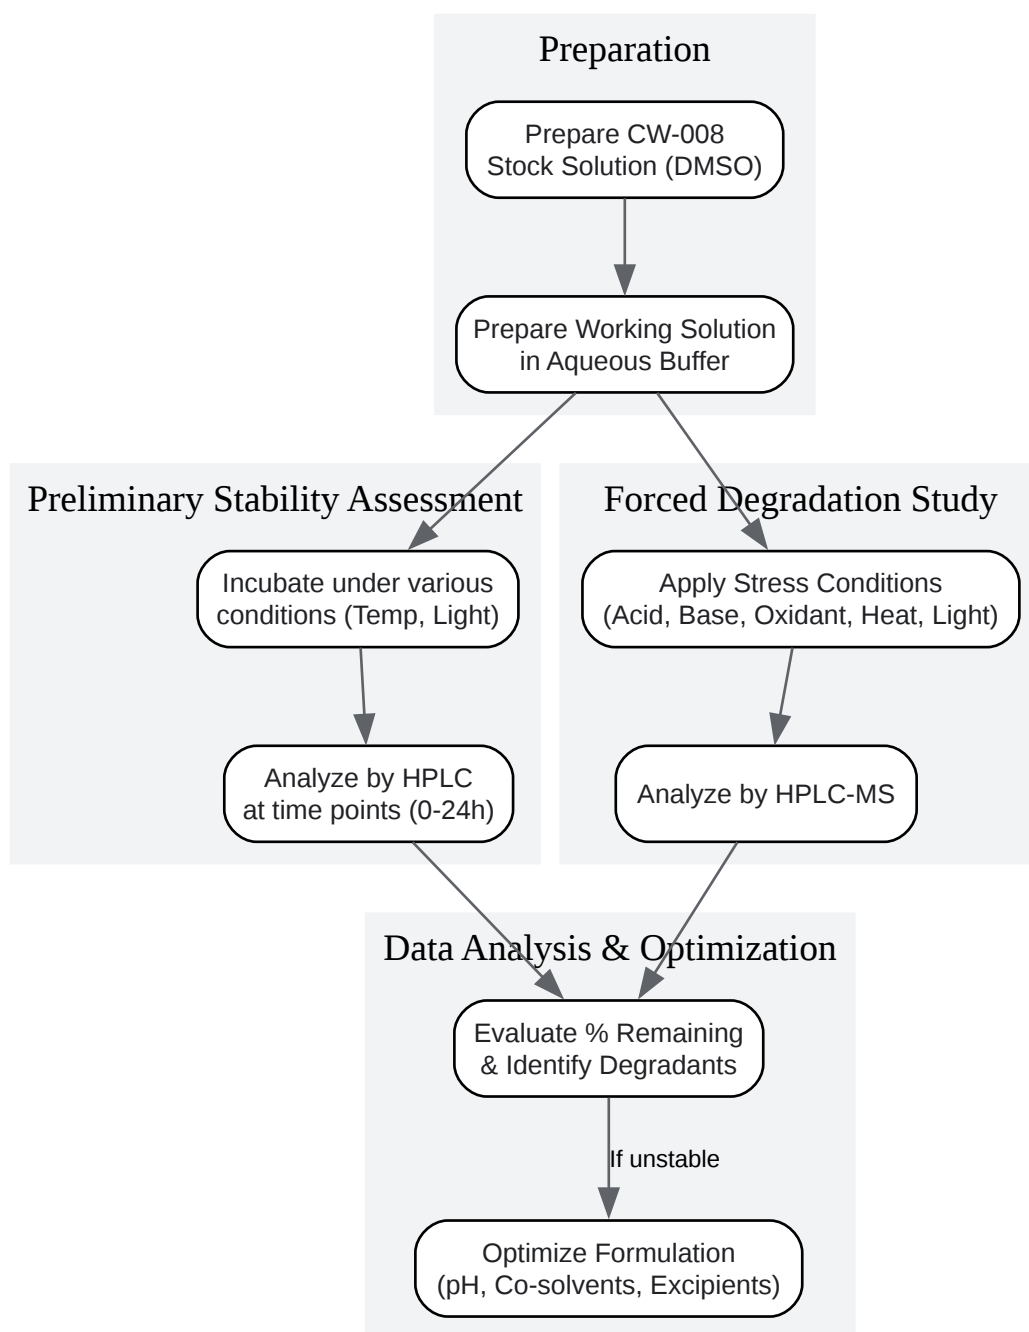 Preparation
Prepare CW-008
Stock Solution (DMSO)
Prepare Working Solution
in Aqueous Buffer
Preliminary Stability Assessment
Incubate under various
conditions (Temp, Light)
Analyze by HPLC
at time points (0-24h)
Forced Degradation Study
Apply Stress Conditions
(Acid, Base, Oxidant, Heat, Light)
Analyze by HPLC-MS
Data Analysis & Optimization
Evaluate % Remaining
& Identify Degradants
If unstable
Optimize Formulation
(pH, Co-solvents, Excipients)